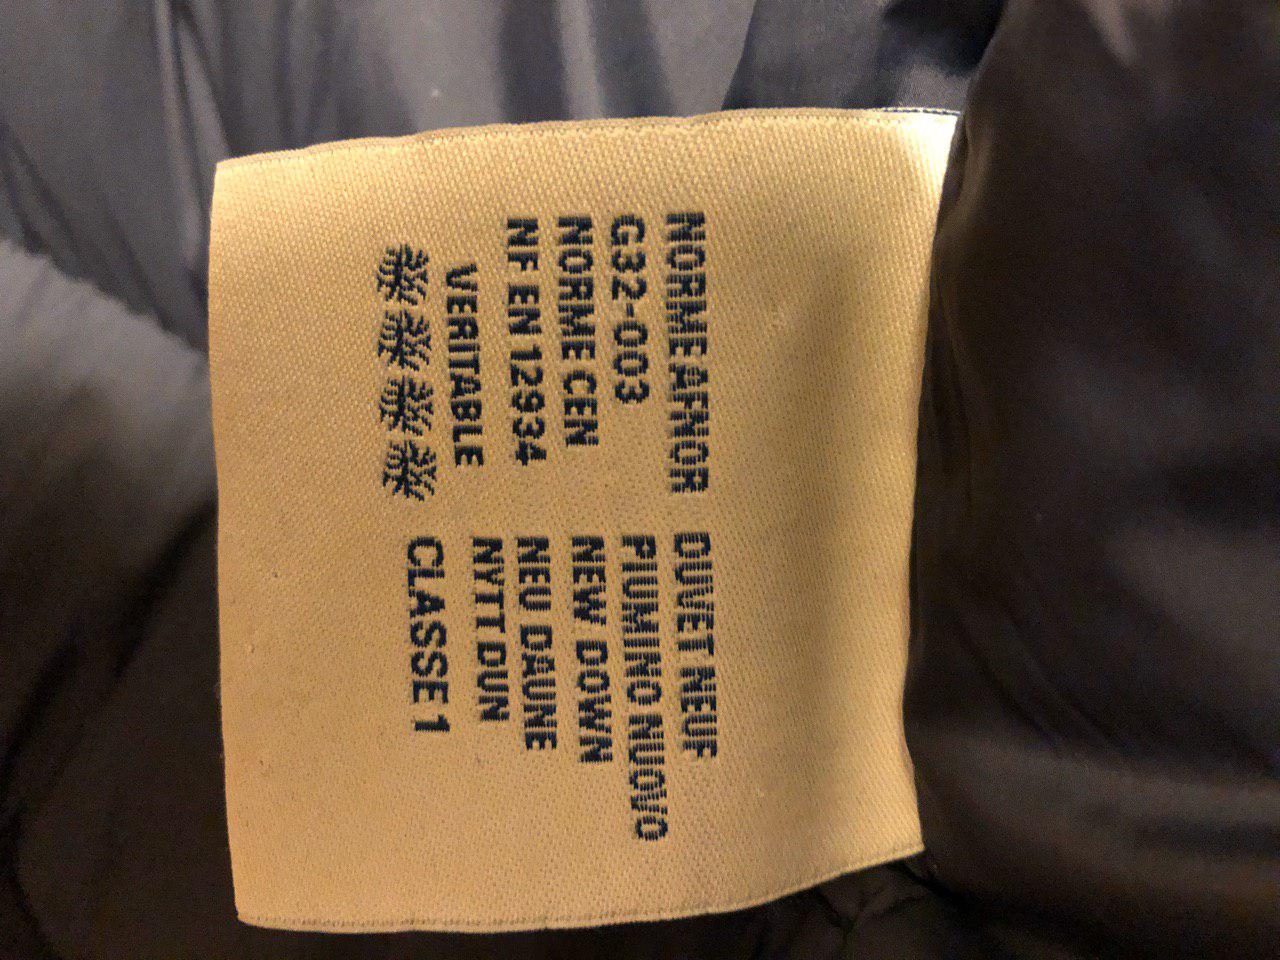 NORME AFNOR
G32-003
NORME CEN
NF EN 12934
VERITABLE
DUVET NEUF
PIUMINO NUOVO
NEW DOWN
NEU DAUNE
NYTT DUN
CLASSE 1